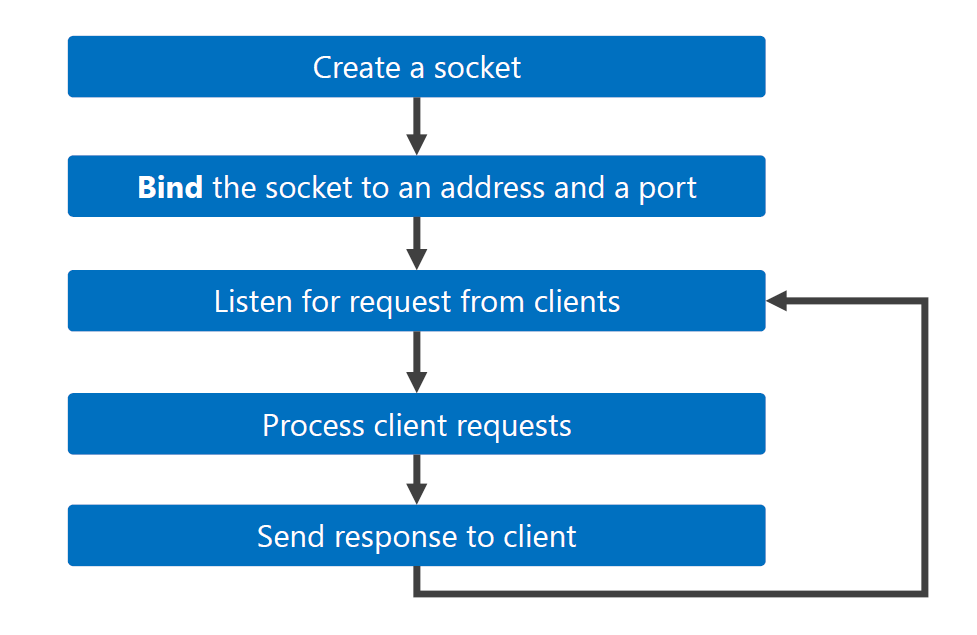 Create a socket
Bind the socket to an address and a port
Listen for request from clients
Process client requests
Send response to client